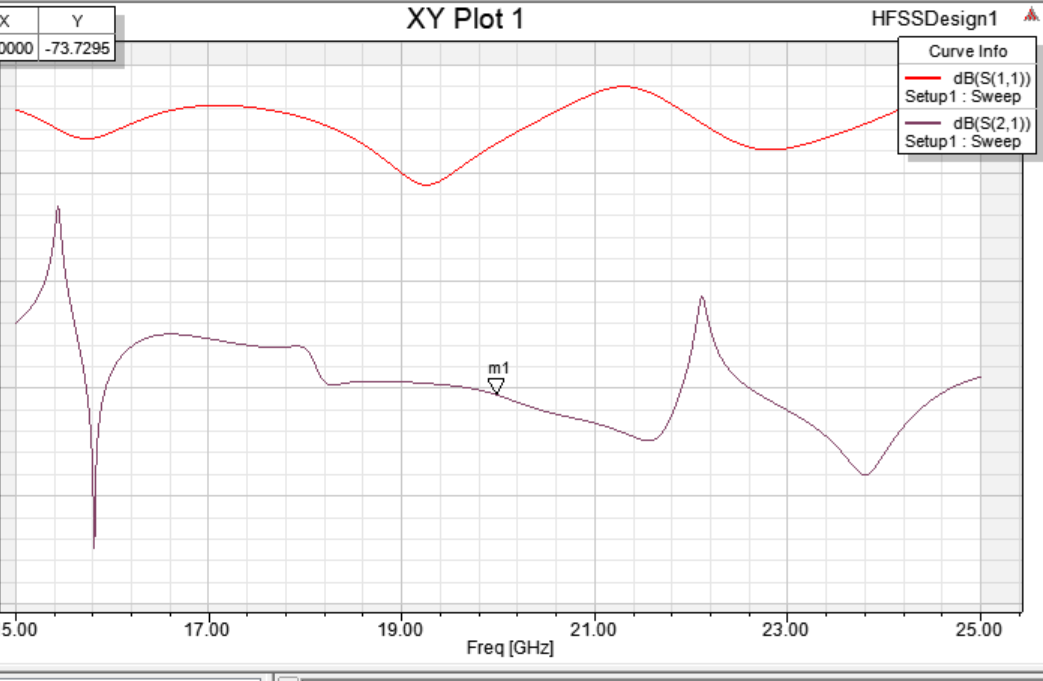 XY Plot 1
HFSSDesign1
X Y
0000 -73.7295
Curve Info
dB(S(1,1))
Setup1 : Sweep
dB(S(2,1))
Setup1 : Sweep
m1
5.00 17.00 19.00 21.00 23.00 25.00
Freq [GHz]